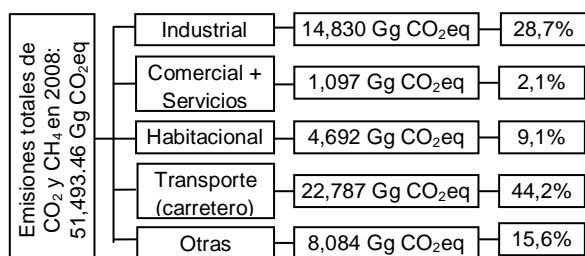 Emisiones totales de
CO₂ y CH₄ en 2008:
51,493.46 Gg CO₂eq
Industrial
14,830 Gg CO₂eq
28,7%
Comercial +
Servicios
1,097 Gg CO₂eq
2,1%
Habitacional
4,692 Gg CO₂eq
9,1%
Transporte
(carretero)
22,787 Gg CO₂eq
44,2%
Otras
8,084 Gg CO₂eq
15,6%